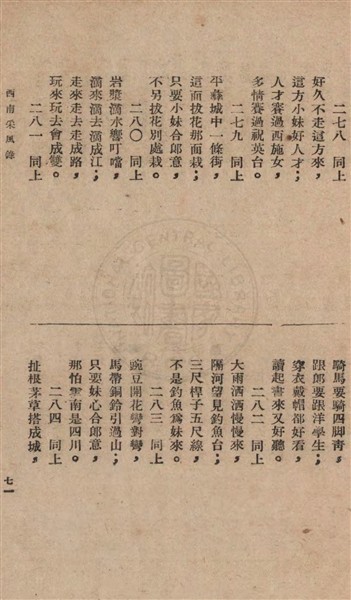 二七八　同上
好久不走這方來，
這方小妹好人才；
人才賽過西施女，
多情賽過祝英台。
二七九　同上
平彝城中一條街，
這面拔花那面栽；
只要小妹合郎意，
不另拔花別處栽。
二八〇　同上
岩漿滴水響叮噹，
滴來滴去滴成江；
走來走去走成路，
玩來玩去會成雙。
二八一　同上
騎馬要騎四脚青，
跟郎要跟洋學生；
穿衣戴帽都好看，
讀起書來又好聽。
二八二　同上
大雨洒洒慢慢來，
隔河望見釣魚台；
三尺桿子五尺線，
不是釣魚為妹來。
二八三　同上
豌豆開花彎對彎，
馬帶銅鈴引過山；
只要妹心合郎意，
那怕雲南是四川。
二八四　同上
扯根茅草搭成城，
西南采風錄
七一